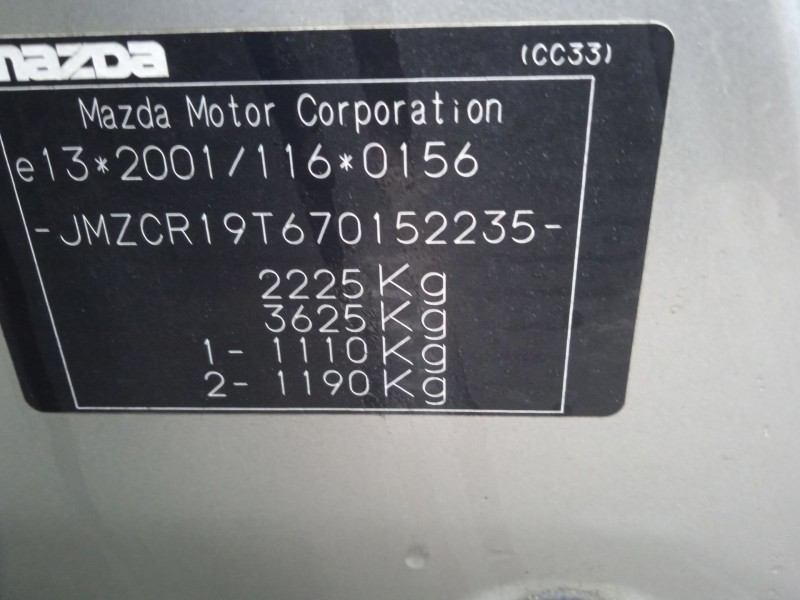 mazda (CC33)
Mazda Motor Corporation
e13*2001/116*0156
-JMZCR19T670152235-
2225Kg
3625Kg
1- 1110Kg
2- 1190Kg